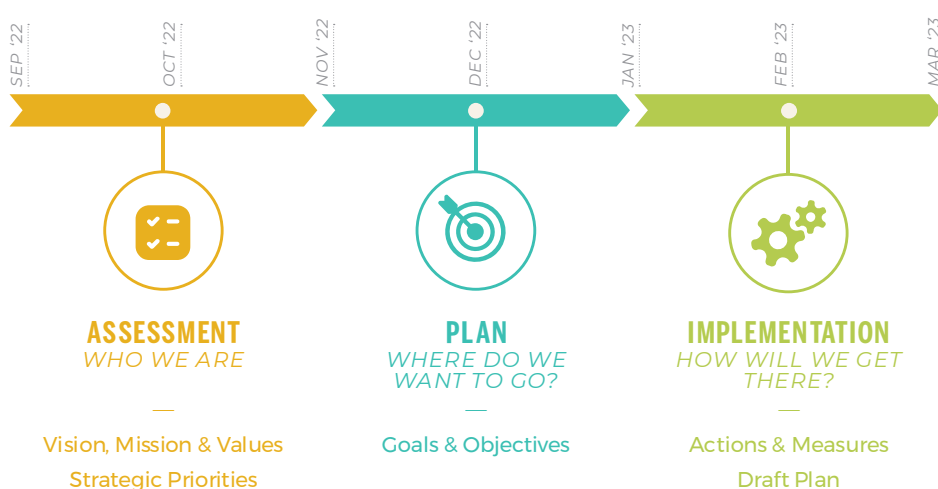 SEP ‘22
OCT ‘22
NOV ‘22
DEC ‘22
JAN ‘23
FEB ‘23
MAR ‘23
ASSESSMENT
WHO WE ARE
Vision, Mission & Values
Strategic Priorities
PLAN
WHERE DO WE
WANT TO GO?
Goals & Objectives
IMPLEMENTATION
HOW WILL WE GET
THERE?
Actions & Measures
Draft Plan